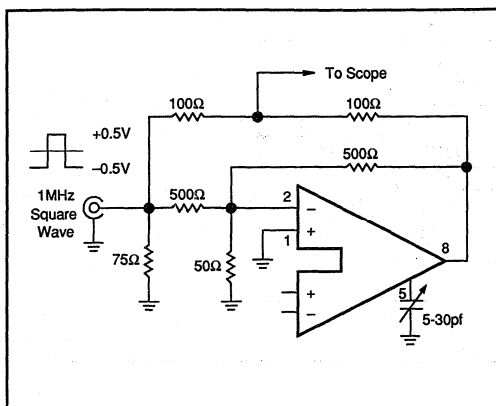 To Scope
100Ω
100Ω
+0.5V
500Ω
−0.5V
1MHz
Square
Wave
500Ω
2
−
+
1
8
75Ω
50Ω
+
−
5
5-30pf